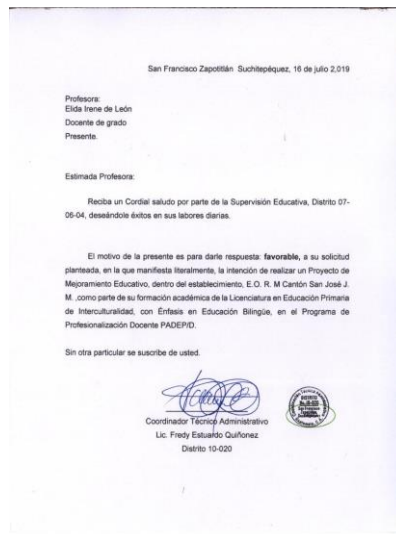 San Francisco Zapotitlán Suchitepéquez, 16 de julio 2,019
Profesora:
Elida Irene de León
Docente de grado
Presente.
Estimada Profesora:
Reciba un Cordial saludo por parte de la Supervisión Educativa, Distrito 07-
06-04, deseándole éxitos en sus labores diarias.
El motivo de la presente es para darle respuesta: favorable, a su solicitud
planteada, en la que manifiesta literalmente, la intención de realizar un Proyecto de
Mejoramiento Educativo, dentro del establecimiento, E.O. R. M Cantón San José J.
M. ,como parte de su formación académica de la Licenciatura en Educación Primaria
de Interculturalidad, con Énfasis en Educación Bilingüe, en el Programa de
Profesionalización Docente PADEP/D.
Sin otra particular se suscribe de usted.
Coordinador Técnico Administrativo
Lic. Fredy Estuardo Quiñonez
Distrito 10-020